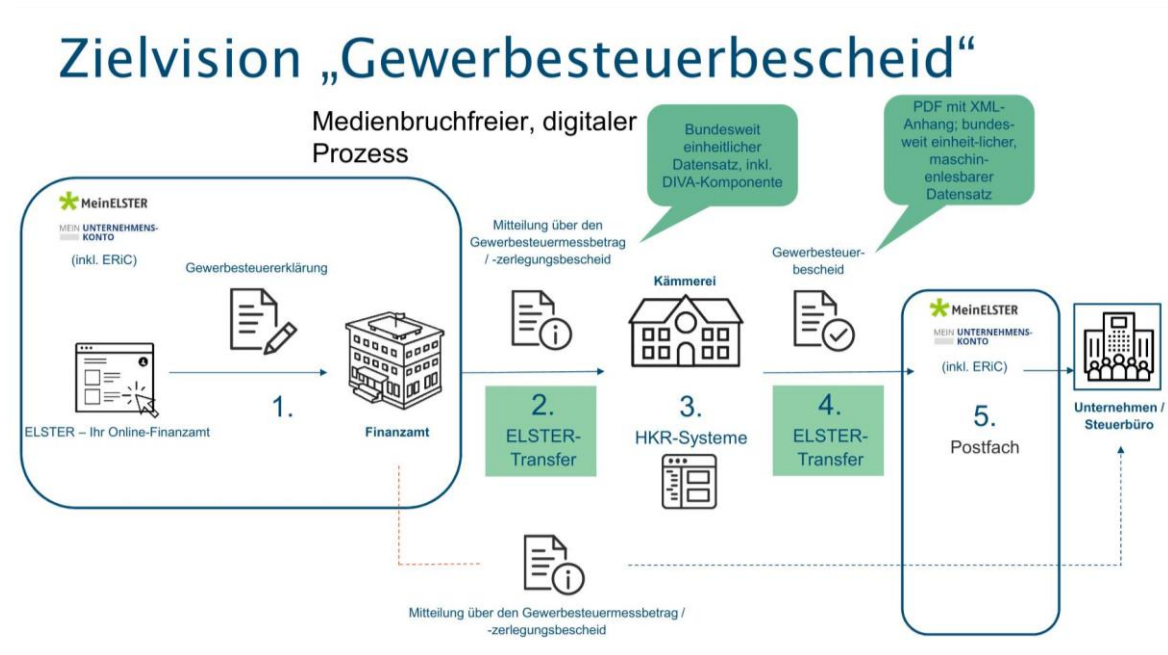 Zielvision „Gewerbesteuerbescheid“
Medienbruchfreier, digitaler
Prozess
Bundesweit
einheitlicher
Datensatz, inkl.
DIVA-Komponente
PDF mit XML-
Anhang; bundes-
weit einheit-licher,
maschin-
enlesbarer
Datensatz
MeinELSTER
MEIN UNTERNEHMENS-
KONTO
(inkl. ERiC)
Gewerbesteuererklärung
1.
ELSTER – Ihr Online-Finanzamt
Finanzamt
Mitteilung über den
Gewerbesteuermessbetrag
/ -zerlegungsbescheid
2.
ELSTER-
Transfer
Kämmerei
3.
HKR-Systeme
Gewerbesteuer-
bescheid
4.
ELSTER-
Transfer
MeinELSTER
MEIN UNTERNEHMENS-
KONTO
(inkl. ERiC)
5.
Postfach
Unternehmen /
Steuerbüro
Mitteilung über den Gewerbesteuermessbetrag /
-zerlegungsbescheid